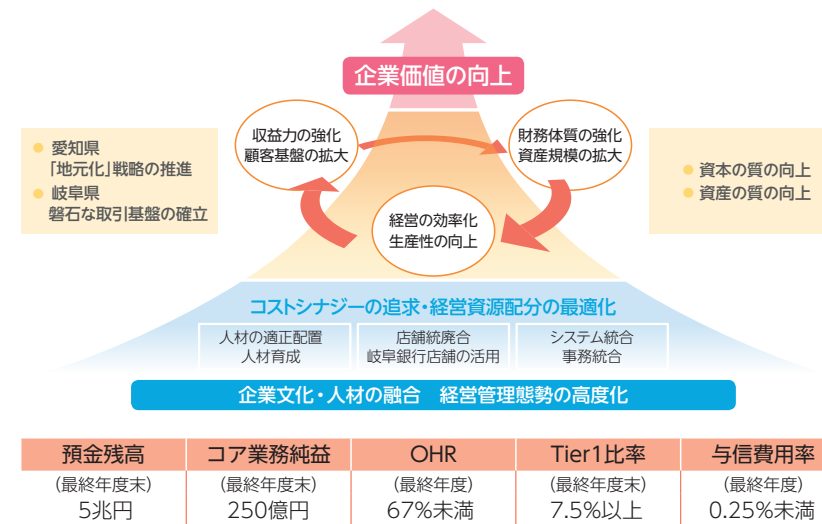 企業価値の向上
収益力の強化
顧客基盤の拡大
財務体質の強化
資産規模の拡大
愛知県
「地元化」戦略の推進
岐阜県
磐石な取引基盤の確立
資本の質の向上
資産の質の向上
経営の効率化
生産性の向上
コストシナジーの追求・経営資源配分の最適化
人材の適正配置
人材育成
店舗統廃合
岐阜銀行店舗の活用
システム統合
事務統合
企業文化・人材の融合 経営管理態勢の高度化
預金残高 コア業務純益 OHR Tier1比率 与信費用率
(最終年度末) (最終年度末) (最終年度) (最終年度末) (最終年度)
5兆円 250億円 67%未満 7.5%以上 0.25%未満